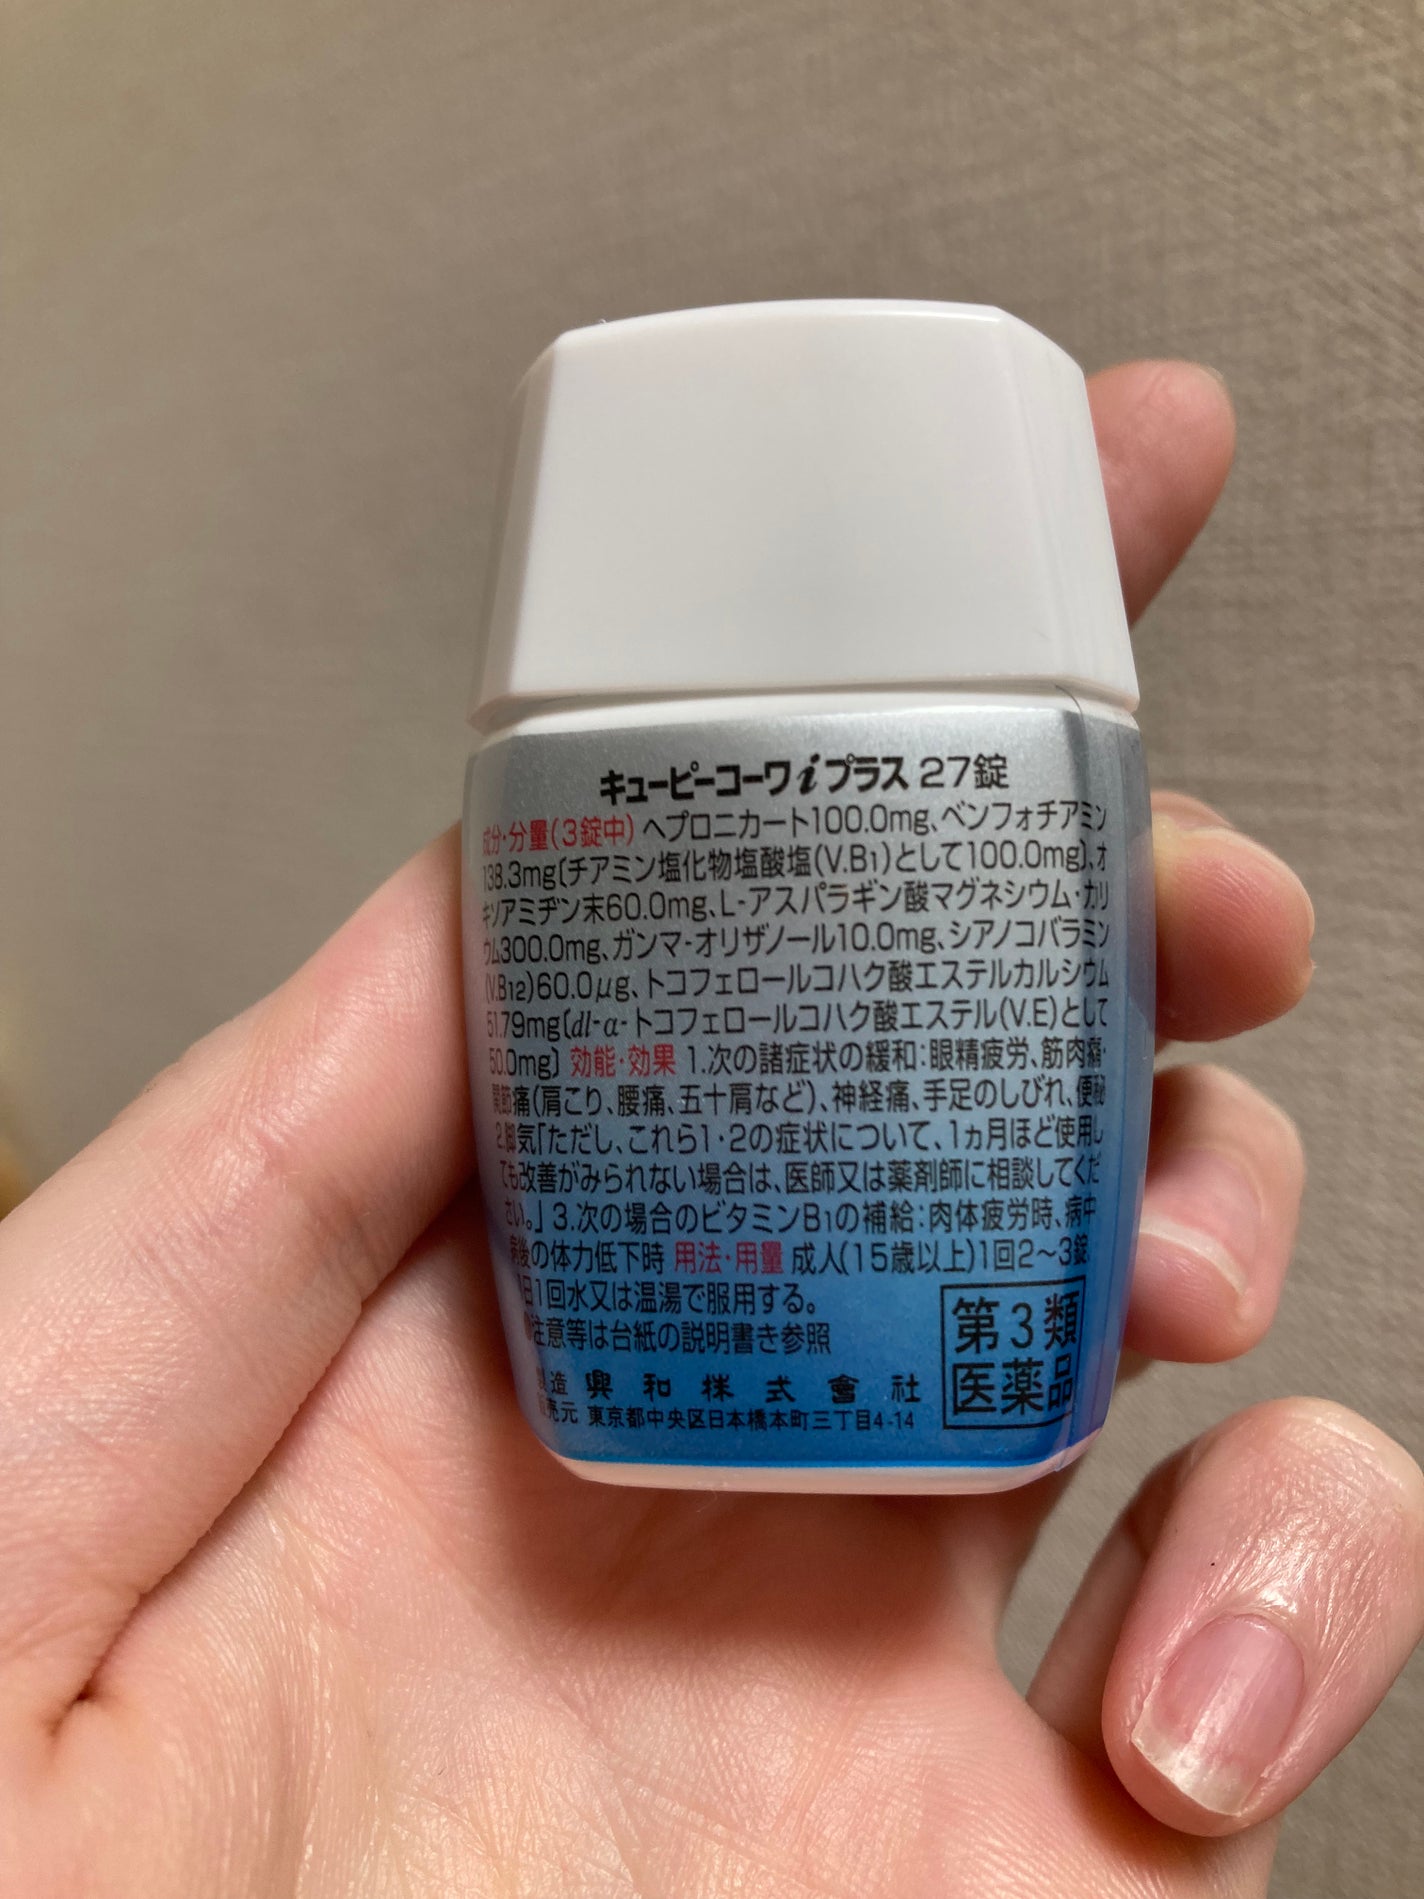 キューピーコーワiプラス 27錠
成分・分量(3錠中) ヘプロニカート100.0mg、ベンフォチアミン
138.3mg〔チアミン塩化物塩酸塩(V.B1)として100.0mg〕、オ
キソアミヂン末60.0mg、L-アスパラギン酸マグネシウム・カリ
ウム300.0mg、ガンマ-オリザノール10.0mg、シアノコバラミン
(V.B12)60.0μg、トコフェロールコハク酸エステルカルシウム
51.79mg〔dl-α-トコフェロールコハク酸エステル(V.E)として
50.0mg〕 効能・効果 1.次の諸症状の緩和:眼精疲労、筋肉痛・
関節痛(肩こり、腰痛、五十肩など)、神経痛、手足のしびれ、便秘
2.脚気「ただし、これら1・2の症状について、1ヵ月ほど使用し
ても改善がみられない場合は、医師又は薬剤師に相談してくだ
さい。」 3.次の場合のビタミンB1の補給:肉体疲労時、病中
病後の体力低下時 用法・用量 成人(15歳以上)1回2〜3錠
1日1回水又は温湯で服用する。
注意等は台紙の説明書き参照
第3類
医薬品
製造 興和株式會社
販売元 東京都中央区日本橋本町三丁目4-14